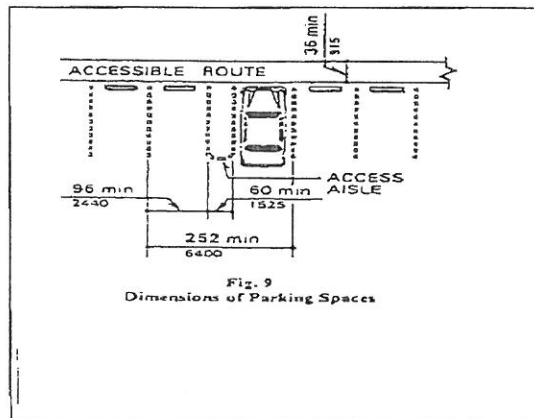 36 min
915
ACCESSIBLE ROUTE
ACCESS
AISLE
96 min
2440
60 min
1525
252 min
6400
Fig. 9
Dimensions of Parking Spaces